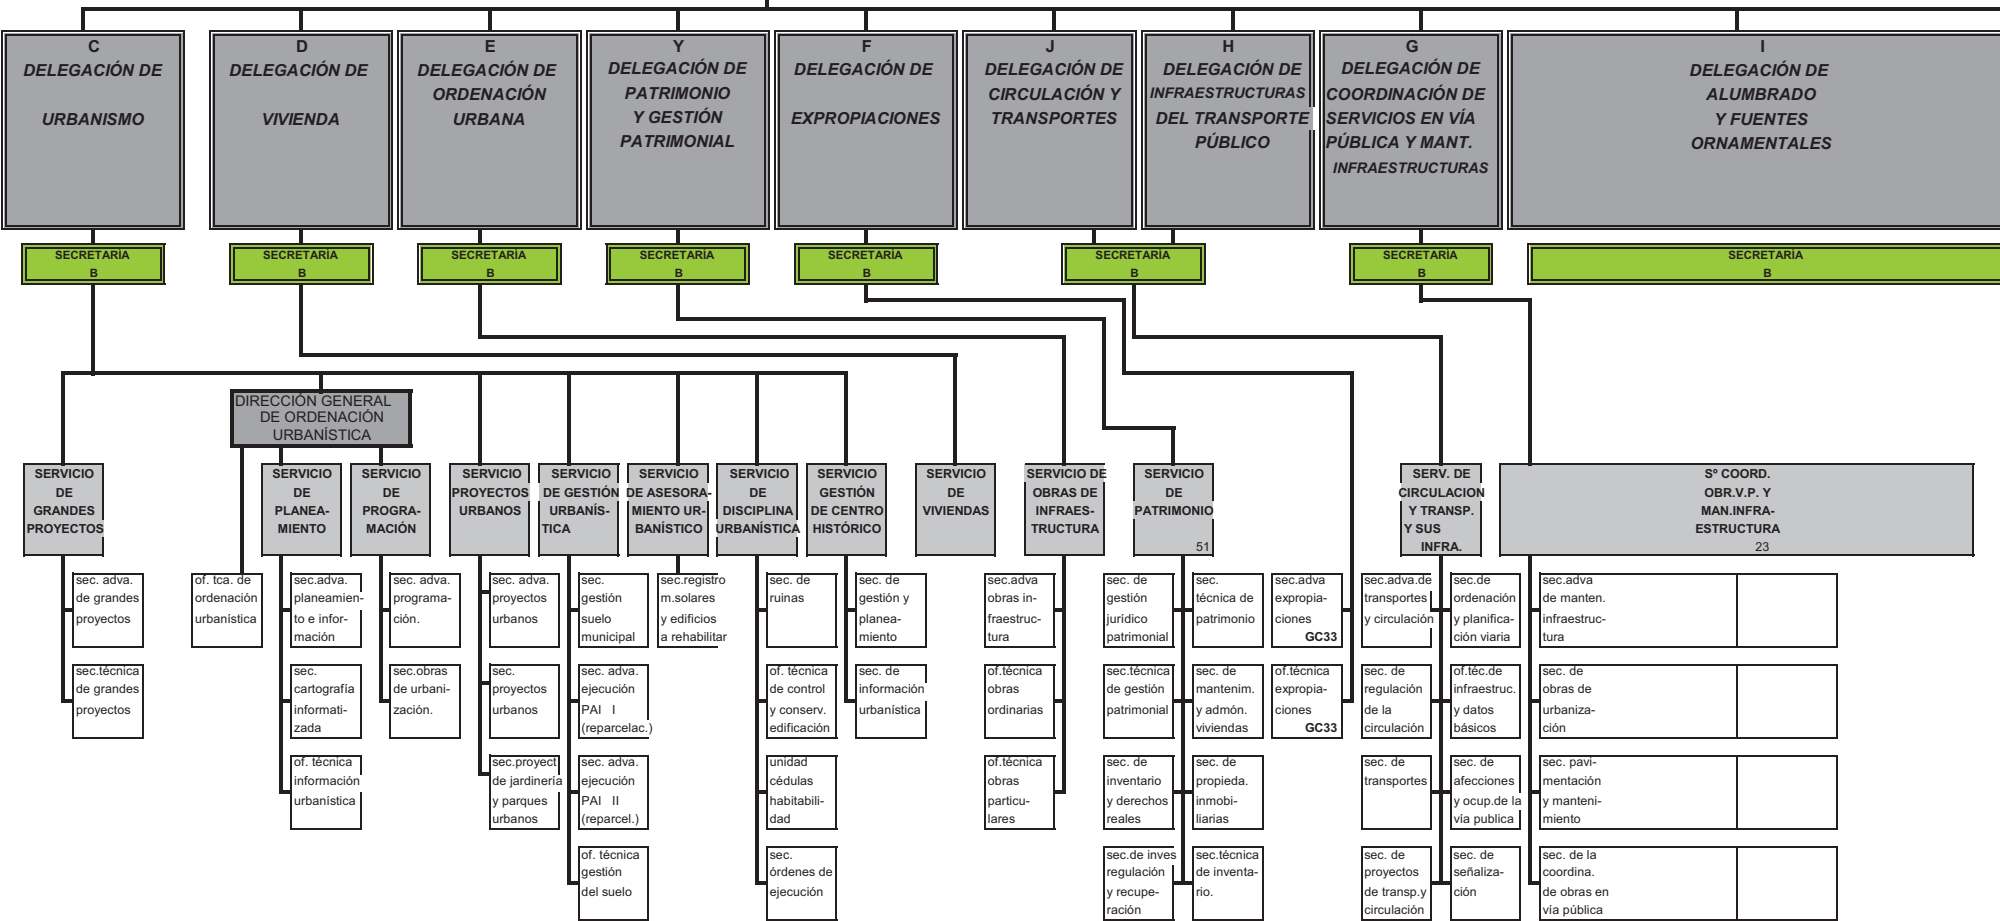 C
DELEGACIÓN DE
URBANISMO
D
DELEGACIÓN DE
VIVIENDA
E
DELEGACIÓN DE
ORDENACIÓN
URBANA
Y
DELEGACIÓN DE
PATRIMONIO
Y GESTIÓN
PATRIMONIAL
F
DELEGACIÓN DE
EXPROPIACIONES
J
DELEGACIÓN DE
CIRCULACIÓN Y
TRANSPORTES
H
DELEGACIÓN DE
INFRAESTRUCTURAS
DEL TRANSPORTE
PÚBLICO
G
DELEGACIÓN DE
COORDINACIÓN DE
SERVICIOS EN VÍA
PÚBLICA Y MANT.
INFRAESTRUCTURAS
I
DELEGACIÓN DE
ALUMBRADO
Y FUENTES
ORNAMENTALES
SECRETARÍA
B
SECRETARÍA
B
SECRETARÍA
B
SECRETARÍA
B
SECRETARÍA
B
SECRETARÍA
B
SECRETARÍA
B
SECRETARÍA
B
DIRECCIÓN GENERAL
DE ORDENACIÓN
URBANÍSTICA
SERVICIO
DE
GRANDES
PROYECTOS
SERVICIO
DE
PLANEA-
MIENTO
SERVICIO
DE
PROGRA-
MACIÓN
SERVICIO
PROYECTOS
URBANOS
SERVICIO
DE GESTIÓN
URBANÍS-
TICA
SERVICIO
DE ASESORA-
MIENTO UR-
BANÍSTICO
SERVICIO
DE
DISCIPLINA
URBANÍSTICA
SERVICIO
GESTIÓN
DE CENTRO
HISTÓRICO
SERVICIO
DE
VIVIENDAS
SERVICIO DE
OBRAS DE
INFRAES-
TRUCTURA
SERVICIO
DE
PATRIMONIO
51
SERV. DE
CIRCULACION
Y TRANSP.
Y SUS
INFRA.
Sº COORD.
OBR.V.P. Y
MAN.INFRA-
ESTRUCTURA
23
sec. adva.
de grandes
proyectos
of. tca. de
ordenación
urbanística
sec.adva.
planeamien-
to e infor-
mación
sec. adva.
programa-
ción.
sec. adva.
proyectos
urbanos
sec.
gestión
suelo
municipal
sec.registro
m.solares
y edificios
a rehabilitar
sec. de
ruinas
sec. de
gestión y
planea-
miento
sec.adva
obras in-
fraestruc-
tura
sec. de
gestión
jurídico
patrimonial
sec.
técnica de
patrimonio
sec.adva
expropia-
ciones
GC33
sec.adva.de
transportes
y circulación
sec.de
ordenación
y planifica-
ción viaria
sec.adva
de manten.
infraestruc-
tura
sec.técnica
de grandes
proyectos
sec.
cartografía
informati-
zada
sec.obras
de urbani-
zación.
sec.
proyectos
urbanos
sec. adva.
ejecución
PAI I
(reparcelac.)
of. técnica
de control
y conserv.
edificación
sec. de
información
urbanística
of.técnica
obras
ordinarias
sec.técnica
de gestión
patrimonial
sec. de
mantenim.
y admón.
viviendas
of.técnica
expropia-
ciones
GC33
sec. de
regulación
de la
circulación
of.téc.de
infraestruc.
y datos
básicos
sec. de
obras de
urbaniza-
ción
of. técnica
información
urbanística
sec.proyect
de jardinería
y parques
urbanos
sec. adva.
ejecución
PAI II
(reparcel.)
unidad
cédulas
habitabili-
dad
of.técnica
obras
particu-
lares
sec. de
inventario
y derechos
reales
sec. de
propieda.
inmobi-
liarias
sec. de
transportes
sec. de
afecciones
y ocup.de la
vía publica
sec. pavi-
mentación
y manteni-
miento
of. técnica
gestión
del suelo
sec.
órdenes de
ejecución
sec.de inves
regulación
y recupe-
ración
sec.técnica
de inventa-
rio.
sec. de
proyectos
de transp.y
circulación
sec. de
señaliza-
ción
sec. de la
coordina.
de obras en
vía pública